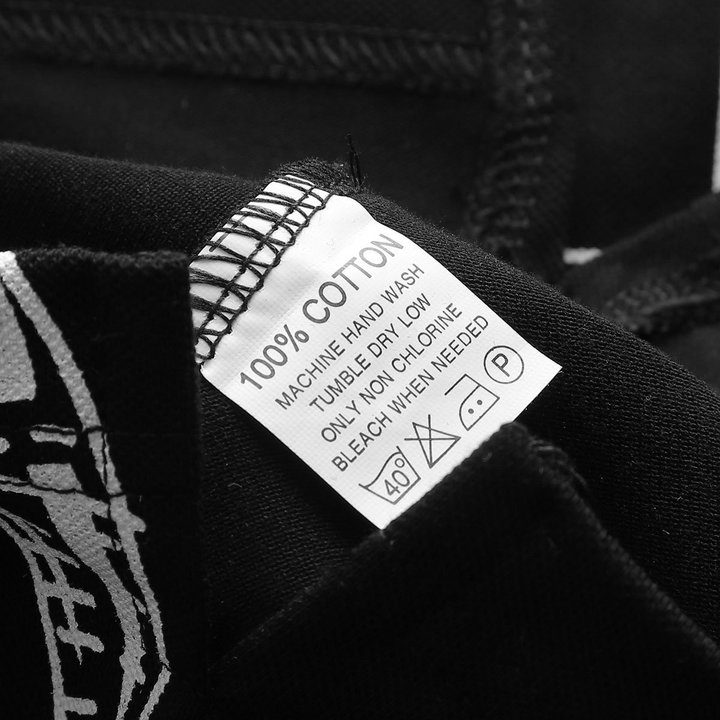 100% COTTON
MACHINE HAND WASH
TUMBLE DRY LOW
ONLY NON CHLORINE
BLEACH WHEN NEEDED
40° P